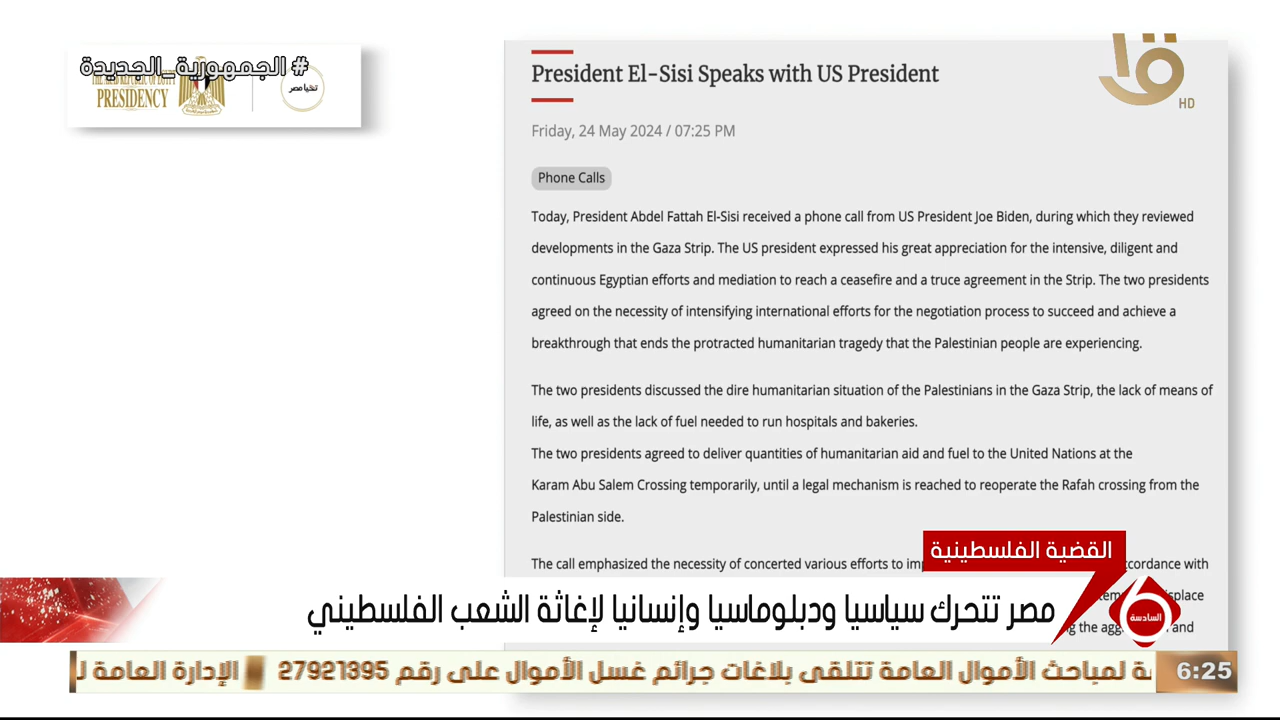 #الجمهورية_الجديدة
PRESIDENCY
تحيا مصر
HD
President El-Sisi Speaks with US President
Friday, 24 May 2024 / 07:25 PM
Phone Calls
Today, President Abdel Fattah El-Sisi received a phone call from US President Joe Biden, during which they reviewed
developments in the Gaza Strip. The US president expressed his great appreciation for the intensive, diligent and
continuous Egyptian efforts and mediation to reach a ceasefire and a truce agreement in the Strip. The two presidents
agreed on the necessity of intensifying international efforts for the negotiation process to succeed and achieve a
breakthrough that ends the protracted humanitarian tragedy that the Palestinian people are experiencing.
The two presidents discussed the dire humanitarian situation of the Palestinians in the Gaza Strip, the lack of means of
life, as well as the lack of fuel needed to run hospitals and bakeries.
The two presidents agreed to deliver quantities of humanitarian aid and fuel to the United Nations at the
Karam Abu Salem Crossing temporarily, until a legal mechanism is reached to reoperate the Rafah crossing from the
Palestinian side.
The call emphasized the necessity of concerted various efforts to with
القضية الفلسطينية
مصر تتحرك سياسيا ودبلوماسيا وإنسانيا لإغاثة الشعب الفلسطيني
السادسة
and
لمباحث الأموال العامة تتلقى بلاغات جرائم غسل الأموال على رقم 27921395 الإدارة العامة
6:25